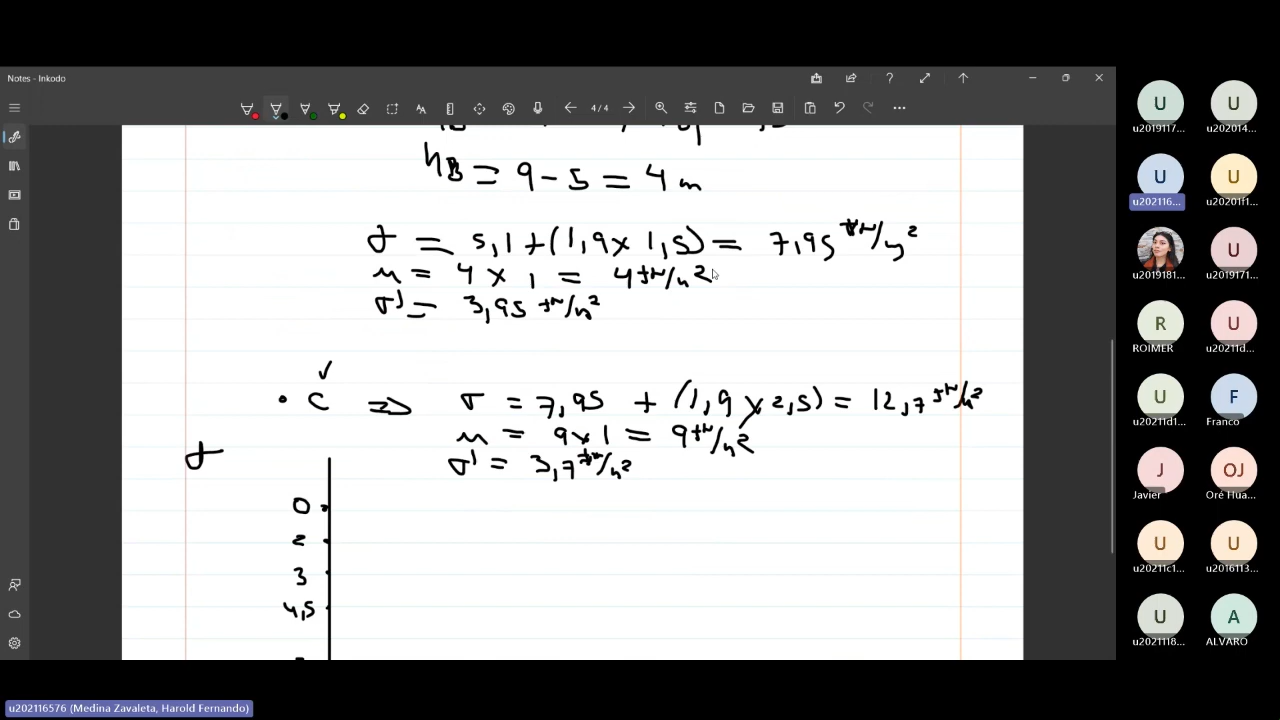 Notes - Inkodo
4/4
hB = 9 - 5 = 4 m
σ = 5,1 + (1,9 x 1,5) = 7,95 tn/m²
u = 4 x 1 = 4 tn/m²
σ' = 3,95 tn/m²
• C ✓ => σ = 7,95 + (1,9 x 2,5) = 12,7 tn/m²
u = 9 x 1 = 9 tn/m²
σ' = 3,7 tn/m²
σ
0
2
3
4,5
U
u2019117...
U
u202014...
U
u202116...
U
u20201f1...
u2019181...
U
u2019171...
R
ROIMER
U
u20211d...
U
u20211d1...
F
Franco
J
Javier
OJ
Oré Hua...
U
u20211c1...
U
u2016113...
U
u2021118...
A
ALVARO
u202116576 (Medina Zavaleta, Harold Fernando)